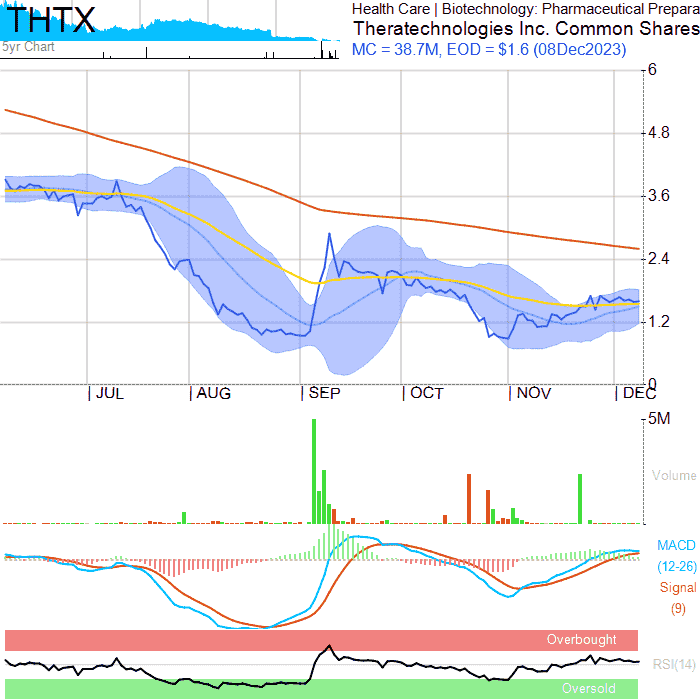 THTX
5yr Chart
Health Care | Biotechnology: Pharmaceutical Prepara
Theratechnologies Inc. Common Shares
MC = 38.7M, EOD = $1.6 (08Dec2023)
6
4.8
3.6
2.4
1.2
0
JUL
AUG
SEP
OCT
NOV
DEC
5M
Volume
MACD
(12-26)
Signal
(9)
Overbought
RSI(14)
Oversold